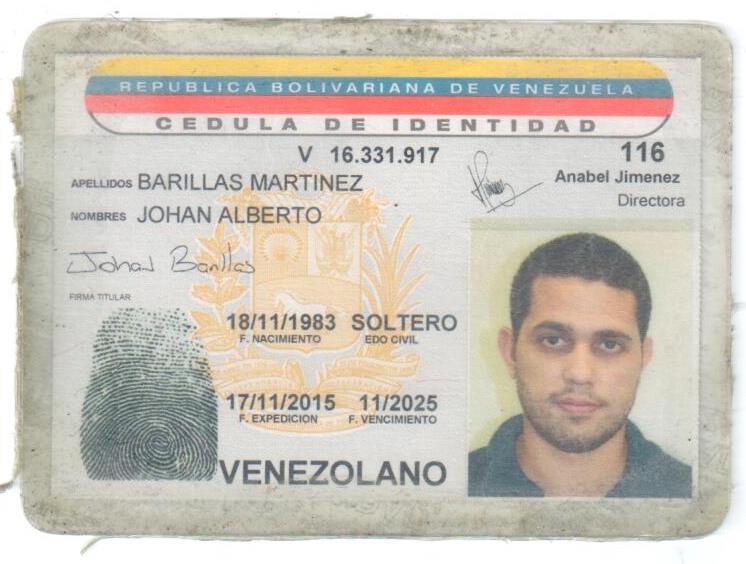 REPUBLICA BOLIVARIANA DE VENEZUELA
CEDULA DE IDENTIDAD
V 16.331.917 116
APELLIDOS BARILLAS MARTINEZ Anabel Jimenez
NOMBRES JOHAN ALBERTO Directora
Johan Barillas
FIRMA TITULAR
18/11/1983 SOLTERO
F. NACIMIENTO EDO CIVIL
17/11/2015 11/2025
F. EXPEDICION F. VENCIMIENTO
VENEZOLANO